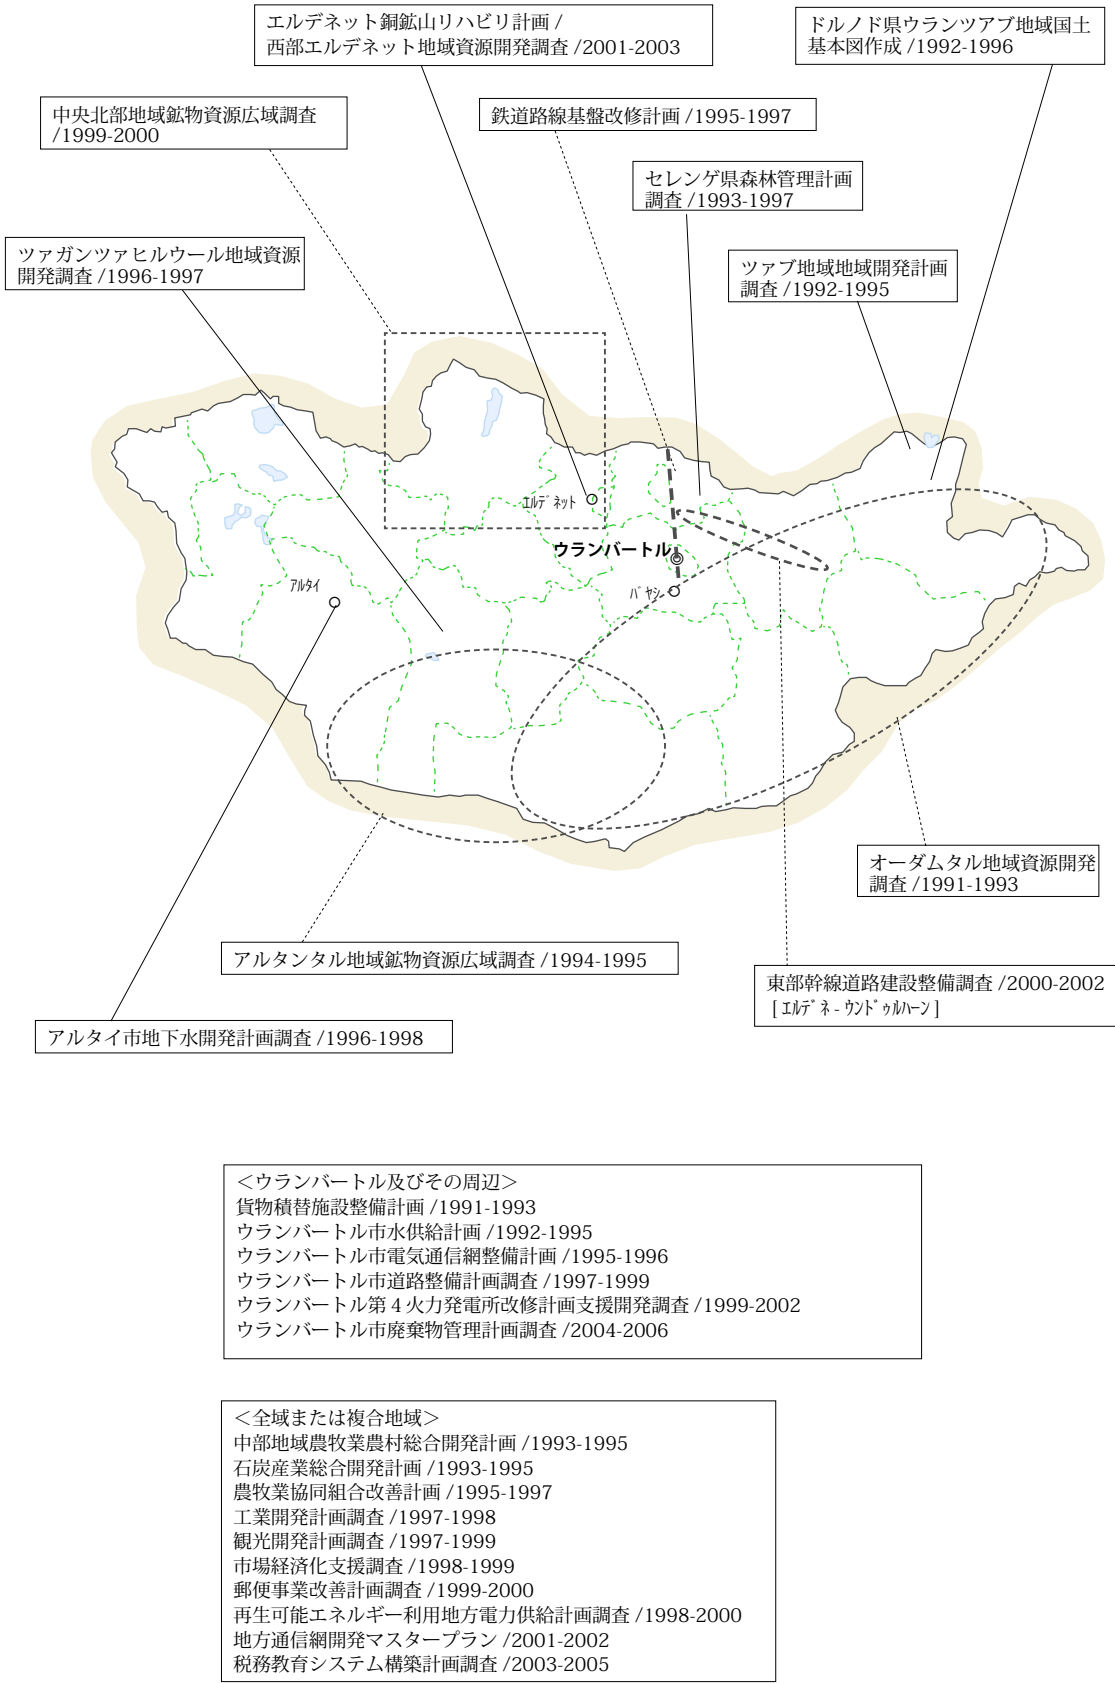 エルデネット銅鉱山リハビリ計画 /
西部エルデネット地域資源開発調査 /2001-2003
ドルノド県ウランツアブ地域国土
基本図作成 /1992-1996
中央北部地域鉱物資源広域調査
/1999-2000
鉄道路線基盤改修計画 /1995-1997
セレンゲ県森林管理計画
調査 /1993-1997
ツァガンツァヒルウール地域資源
開発調査 /1996-1997
ツァブ地域地域開発計画
調査 /1992-1995
ｴﾙﾃﾞﾈｯﾄ
ウランバートル
ｱﾙﾀｲ
ﾊﾞﾔﾝ
オーダムタル地域資源開発
調査 /1991-1993
アルタンタル地域鉱物資源広域調査 /1994-1995
東部幹線道路建設整備調査 /2000-2002
[ ｴﾙﾃﾞﾈ - ｳﾝﾄﾞｩﾙﾊｰﾝ ]
アルタイ市地下水開発計画調査 /1996-1998
＜ウランバートル及びその周辺＞
貨物積替施設整備計画 /1991-1993
ウランバートル市水供給計画 /1992-1995
ウランバートル市電気通信網整備計画 /1995-1996
ウランバートル市道路整備計画調査 /1997-1999
ウランバートル第 4 火力発電所改修計画支援開発調査 /1999-2002
ウランバートル市廃棄物管理計画調査 /2004-2006
＜全域または複合地域＞
中部地域農牧業農村総合開発計画 /1993-1995
石炭産業総合開発計画 /1993-1995
農牧業協同組合改善計画 /1995-1997
工業開発計画調査 /1997-1998
観光開発計画調査 /1997-1999
市場経済化支援調査 /1998-1999
郵便事業改善計画調査 /1999-2000
再生可能エネルギー利用地方電力供給計画調査 /1998-2000
地方通信網開発マスタープラン /2001-2002
税務教育システム構築計画調査 /2003-2005